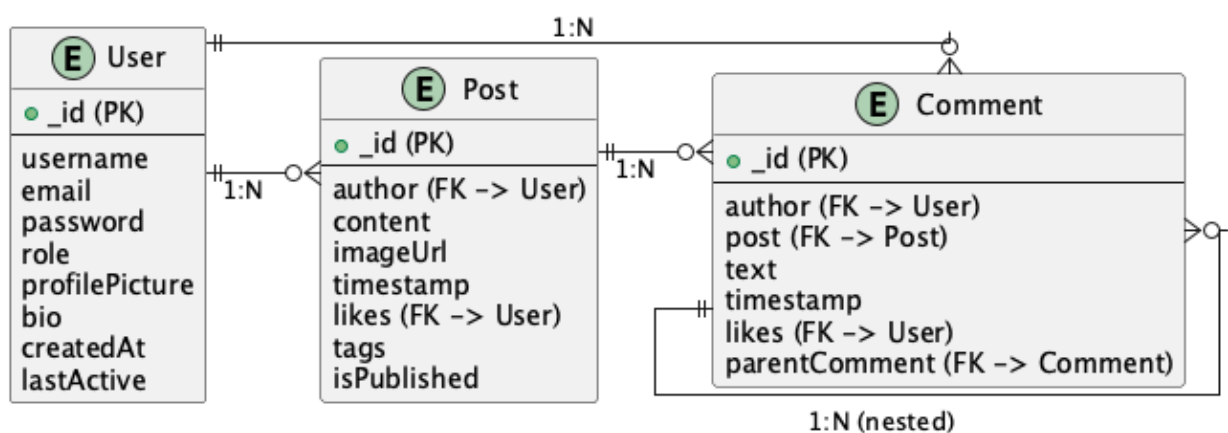 1:N
E User
_id (PK)
username
email
password
role
profilePicture
bio
createdAt
lastActive
1:N
E Post
_id (PK)
author (FK -> User)
content
imageUrl
timestamp
likes (FK -> User)
tags
isPublished
1:N
E Comment
_id (PK)
author (FK -> User)
post (FK -> Post)
text
timestamp
likes (FK -> User)
parentComment (FK -> Comment)
1:N (nested)